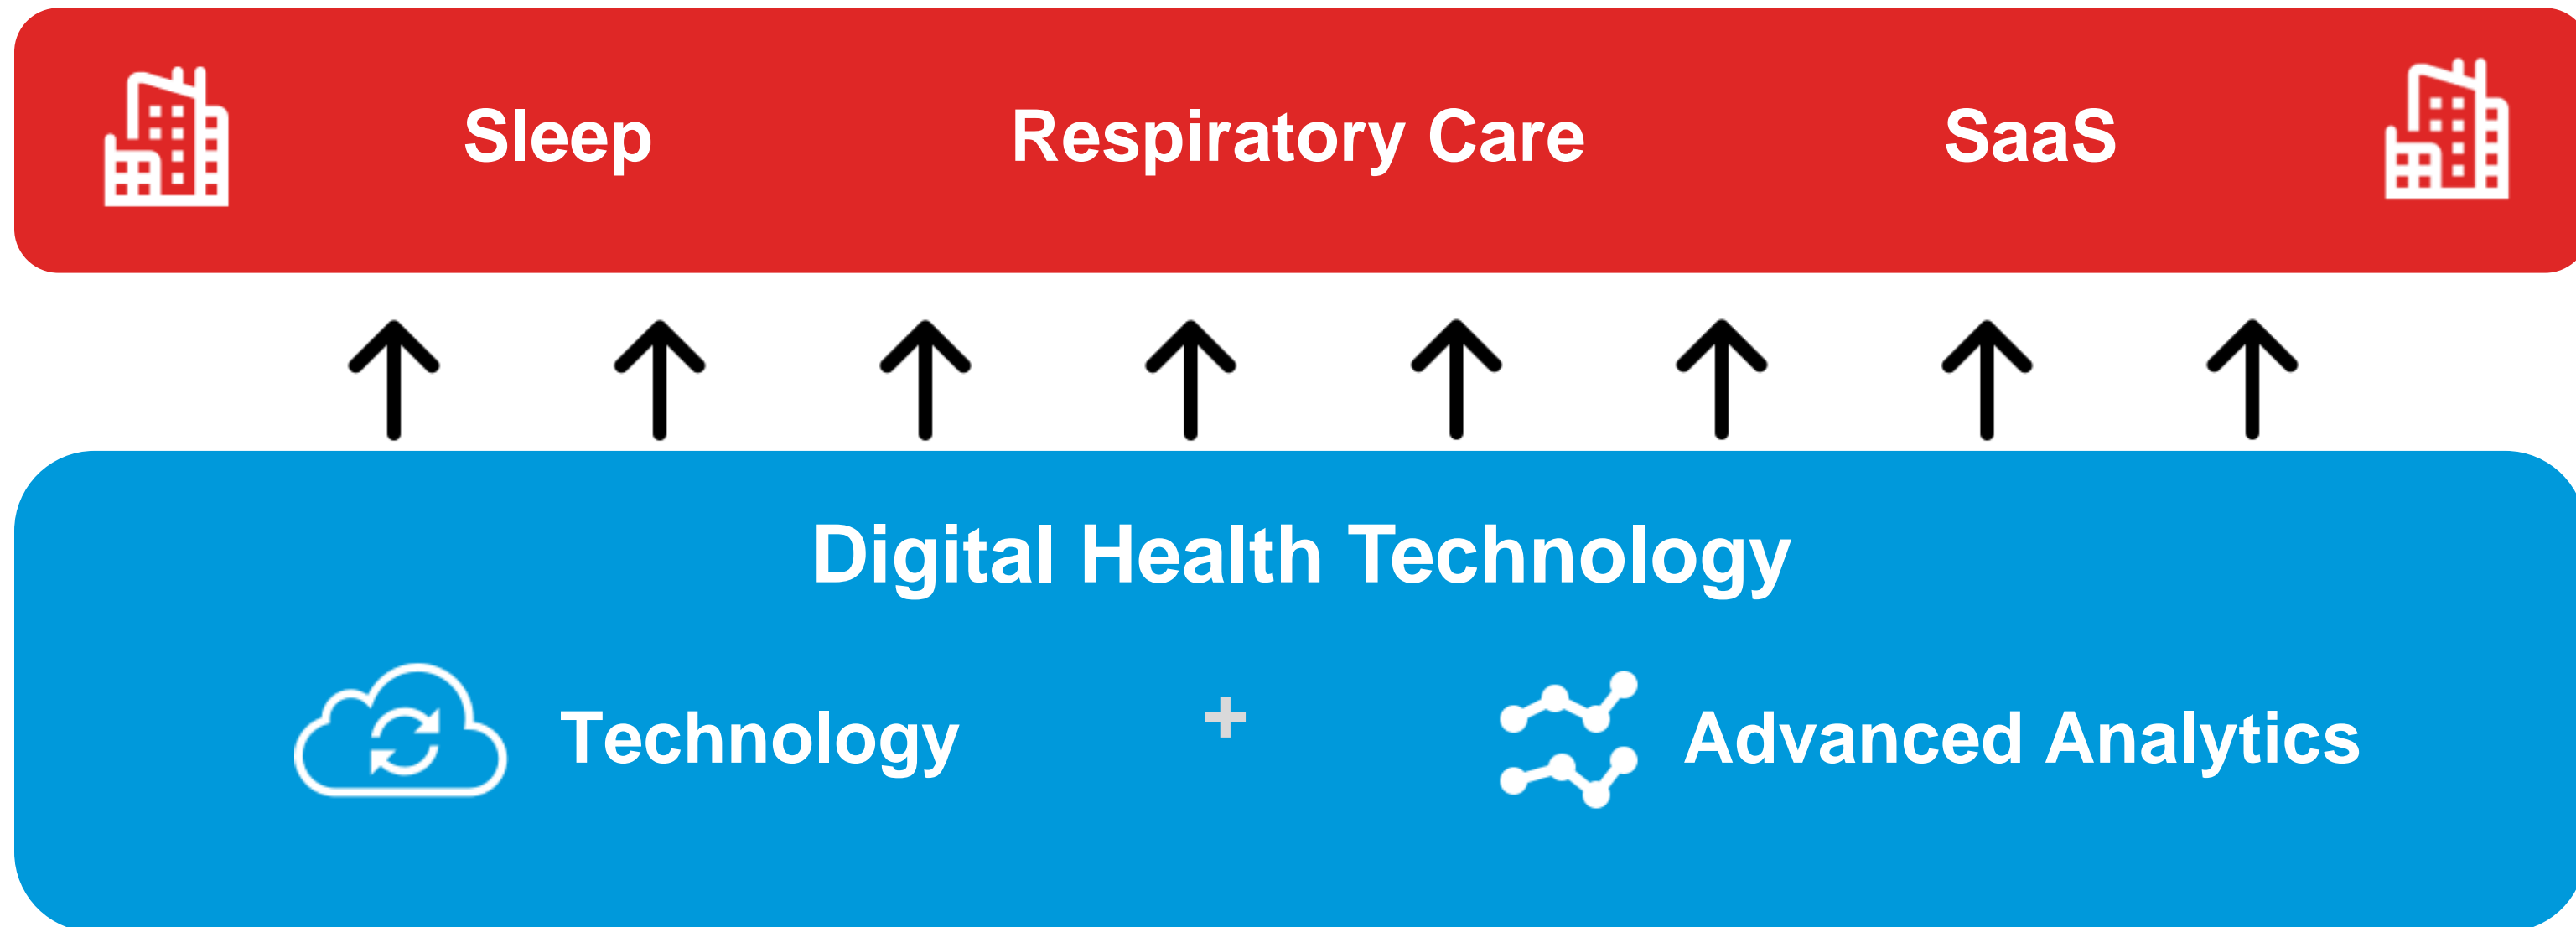 Sleep Respiratory Care SaaS
Digital Health Technology
Technology + Advanced Analytics